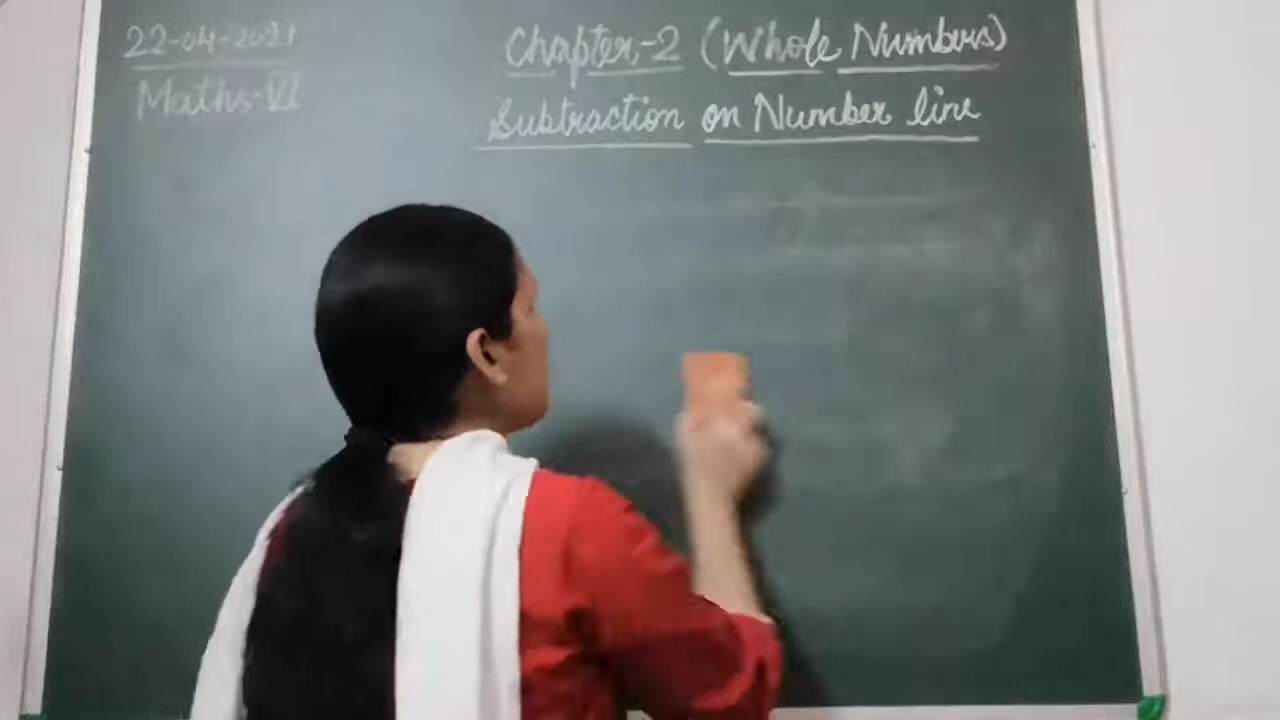 22-04-2021
Maths-VI
Chapter-2 (Whole Numbers)
Subtraction on Number line